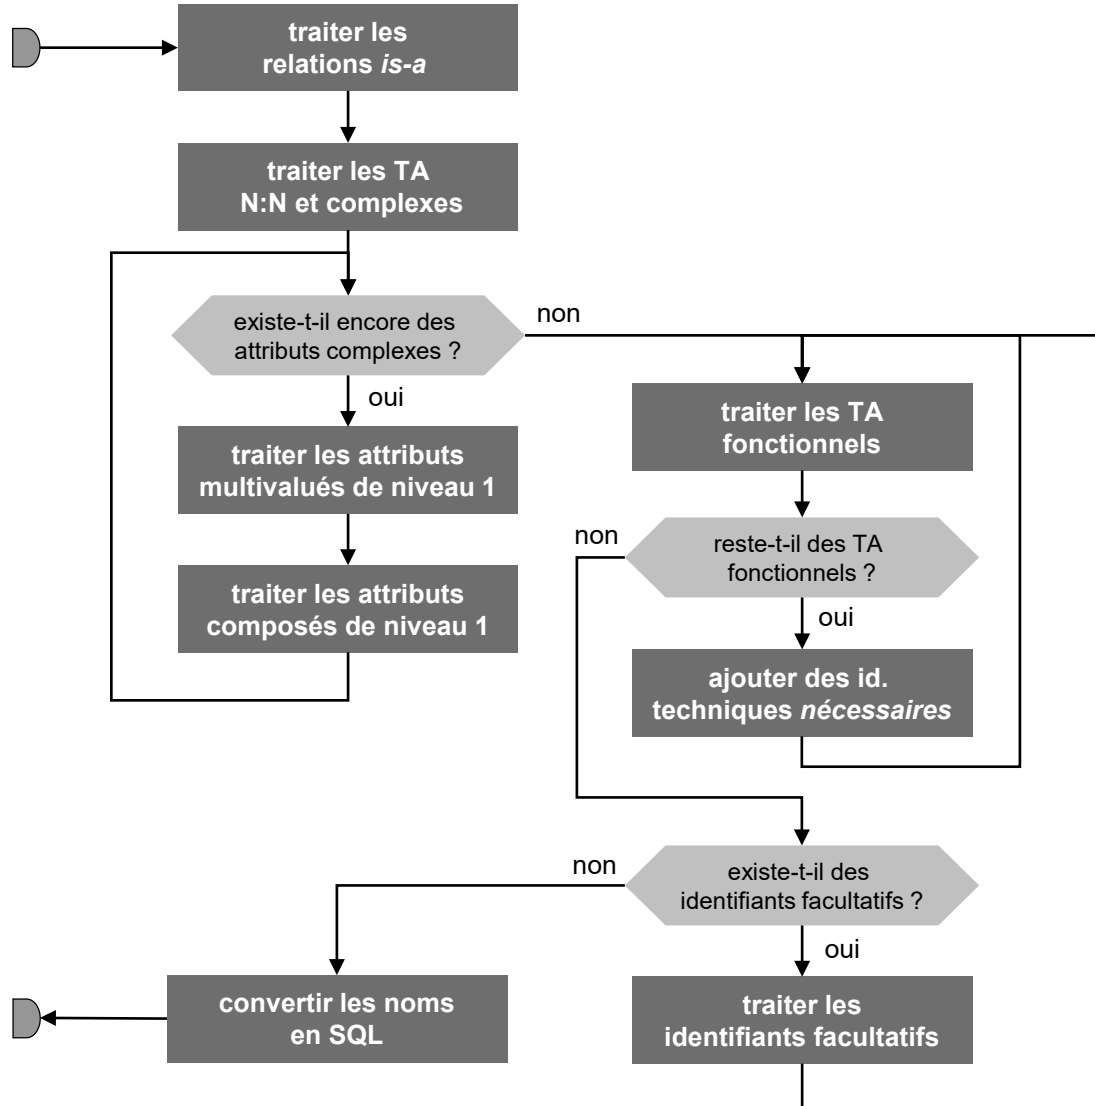 traiter les
relations is-a
traiter les TA
N:N et complexes
existe-t-il encore des
attributs complexes ?
non
oui
traiter les attributs
multivalués de niveau 1
traiter les attributs
composés de niveau 1
traiter les TA
fonctionnels
reste-t-il des TA
fonctionnels ?
non
oui
ajouter des id.
techniques nécessaires
existe-t-il des
identifiants facultatifs ?
non
oui
traiter les
identifiants facultatifs
convertir les noms
en SQL